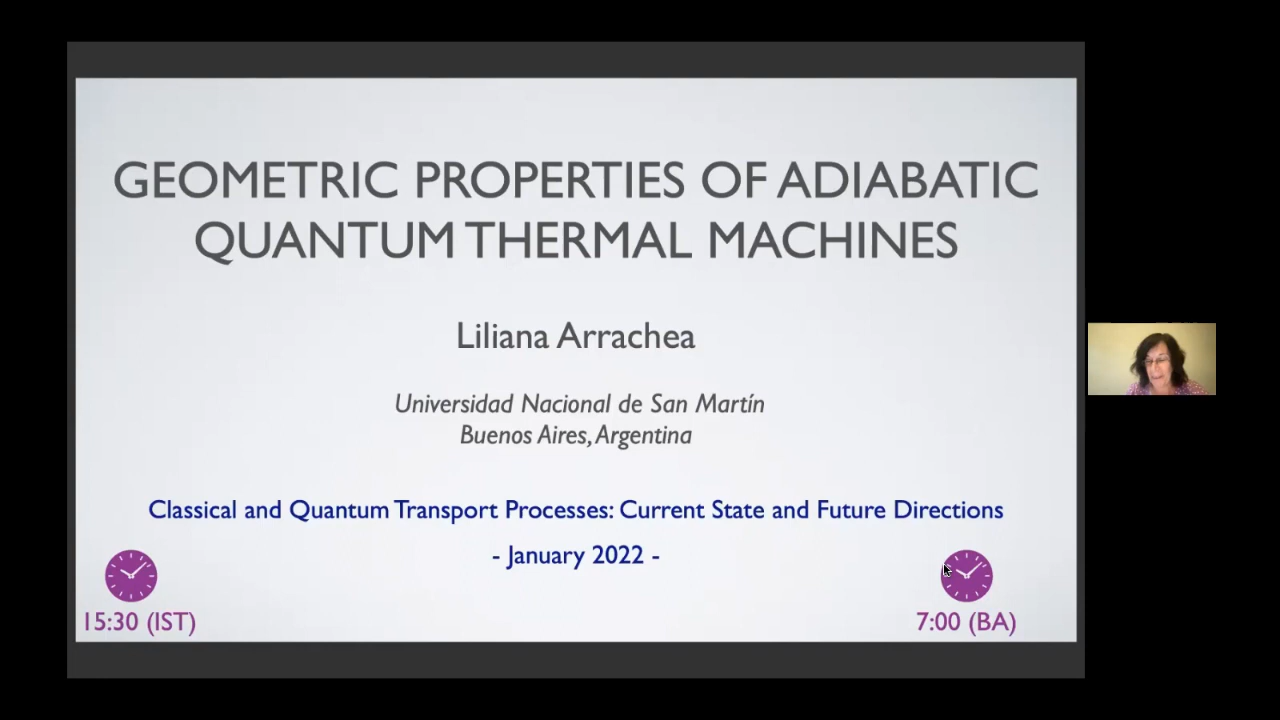 GEOMETRIC PROPERTIES OF ADIABATIC
QUANTUM THERMAL MACHINES
Liliana Arrachea
Universidad Nacional de San Martín
Buenos Aires, Argentina
Classical and Quantum Transport Processes: Current State and Future Directions
- January 2022 -
15:30 (IST)
7:00 (BA)